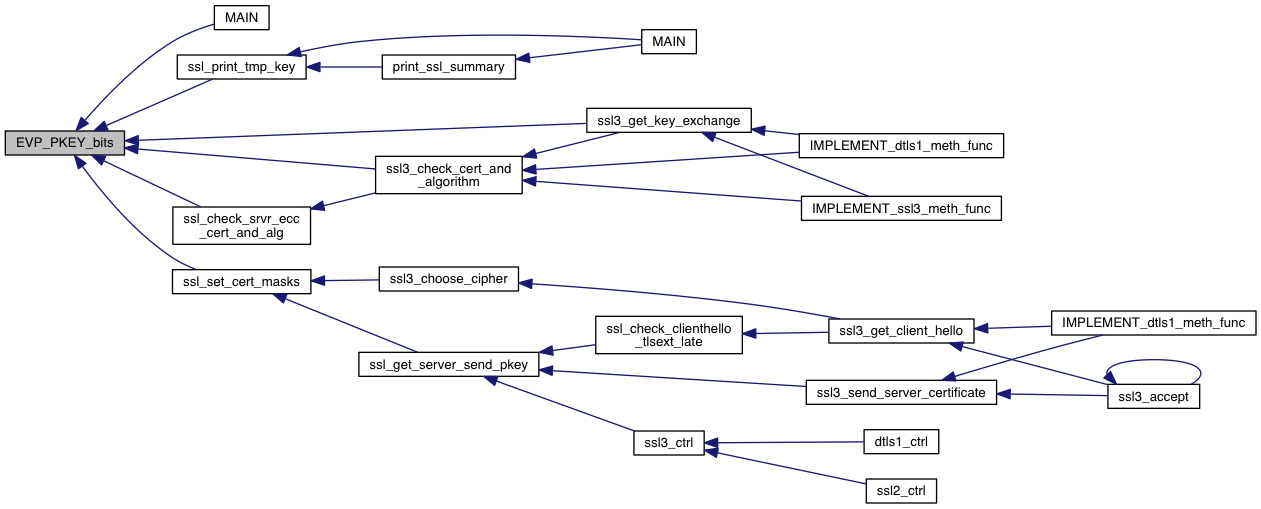 MAIN
MAIN
ssl_print_tmp_key
print_ssl_summary
EVP_PKEY_bits
ssl3_get_key_exchange
IMPLEMENT_dtls1_meth_func
ssl3_check_cert_and
_algorithm
IMPLEMENT_ssl3_meth_func
ssl_check_srvr_ecc
_cert_and_alg
ssl_set_cert_masks
ssl3_choose_cipher
ssl_check_clienthello
_tlsext_late
ssl3_get_client_hello
IMPLEMENT_dtls1_meth_func
ssl_get_server_send_pkey
ssl3_send_server_certificate
ssl3_accept
ssl3_ctrl
dtls1_ctrl
ssl2_ctrl